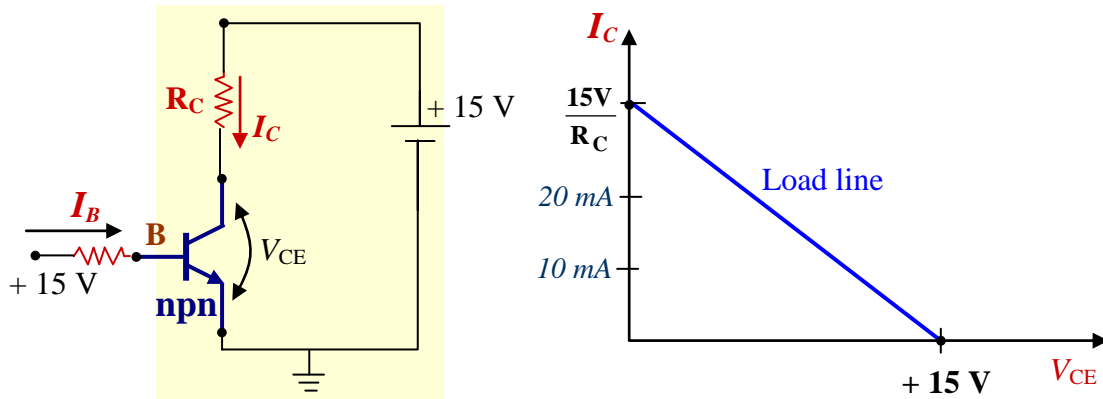 + 15 V
R_C
I_C
I_B
B
+ 15 V
V_CE
npn
I_C
15V
R_C
Load line
20 mA
10 mA
+ 15 V
V_CE